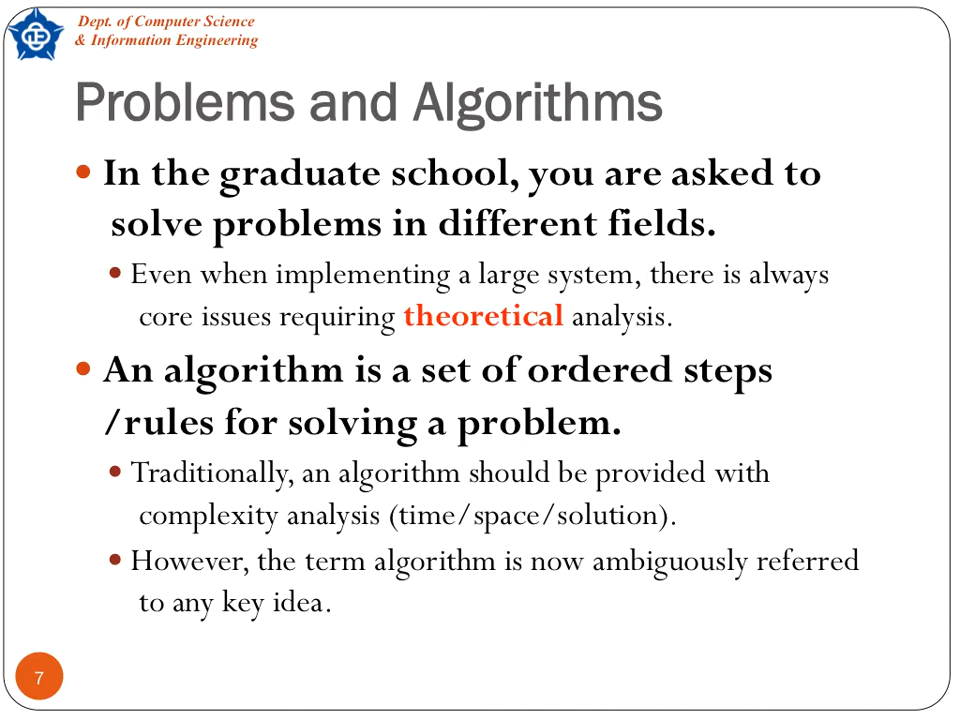 Dept. of Computer Science
& Information Engineering
Problems and Algorithms
• In the graduate school, you are asked to
solve problems in different fields.
• Even when implementing a large system, there is always
core issues requiring theoretical analysis.
• An algorithm is a set of ordered steps
/rules for solving a problem.
• Traditionally, an algorithm should be provided with
complexity analysis (time/space/solution).
• However, the term algorithm is now ambiguously referred
to any key idea.
7